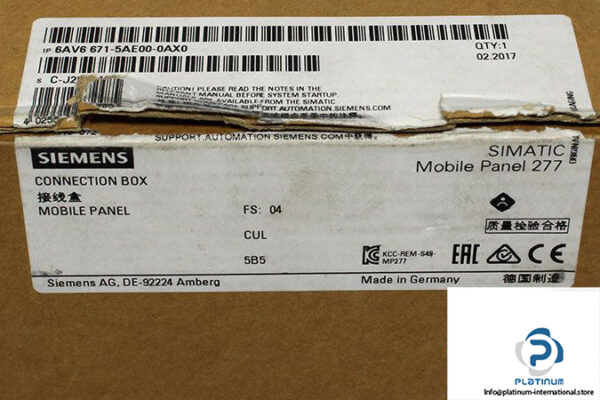 1P 6AV6 671-5AE00-0AX0
QTY:1
02.2017
S C-J2
CAUTION! PLEASE READ THE NOTES IN THE
MANUAL BEFORE SYSTEM STARTUP.
ARE AVAILABLE FROM THE SIMATIC
AUTOMATION.SIEMENS.COM
SUPPORT.AUTOMATION.SIEMENS.COM中获得。
SIEMENS
SIMATIC
Mobile Panel 277
CONNECTION BOX
接线盒
MOBILE PANEL
FS: 04
CUL
5B5
质量检验合格
KCC-REM-S49-
MP277
EAC
CE
Siemens AG, DE-92224 Amberg
Made in Germany
德国制造
PLATINUM
Info@platinum-international.store